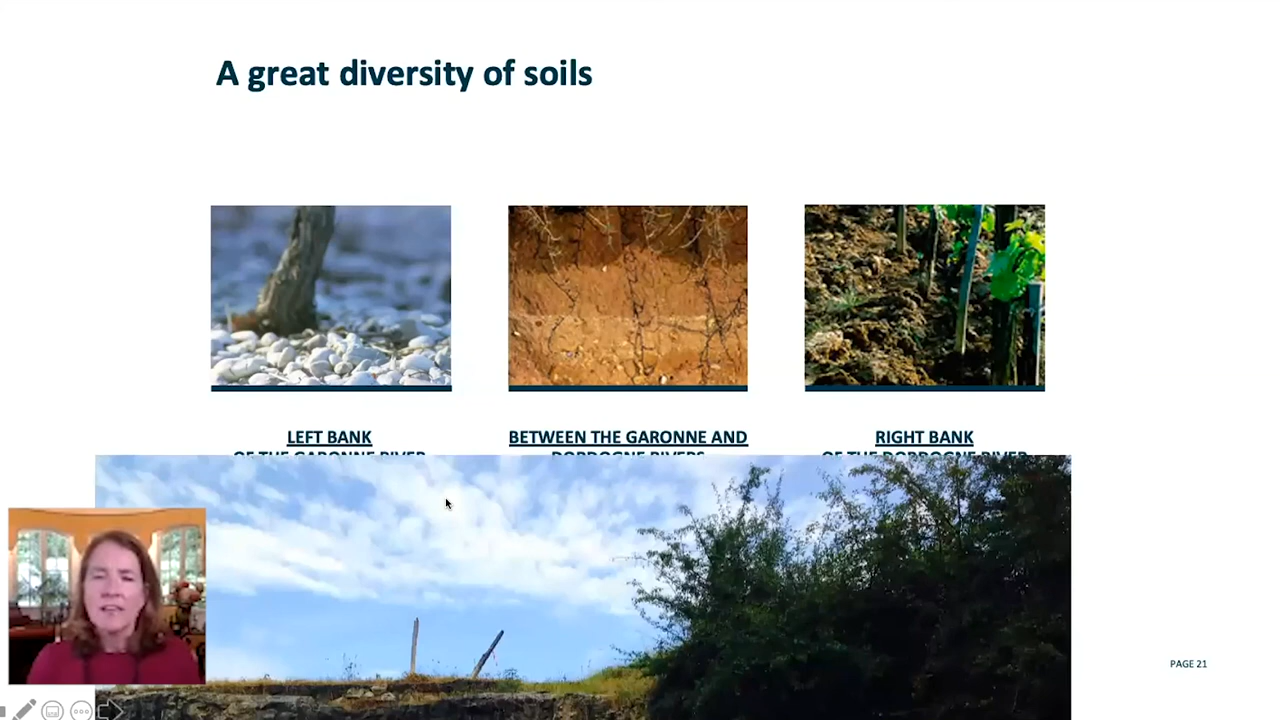 A great diversity of soils
LEFT BANK
OF THE GARONNE RIVER
BETWEEN THE GARONNE AND
DORDOGNE RIVERS
RIGHT BANK
OF THE DORDOGNE RIVER
PAGE 21